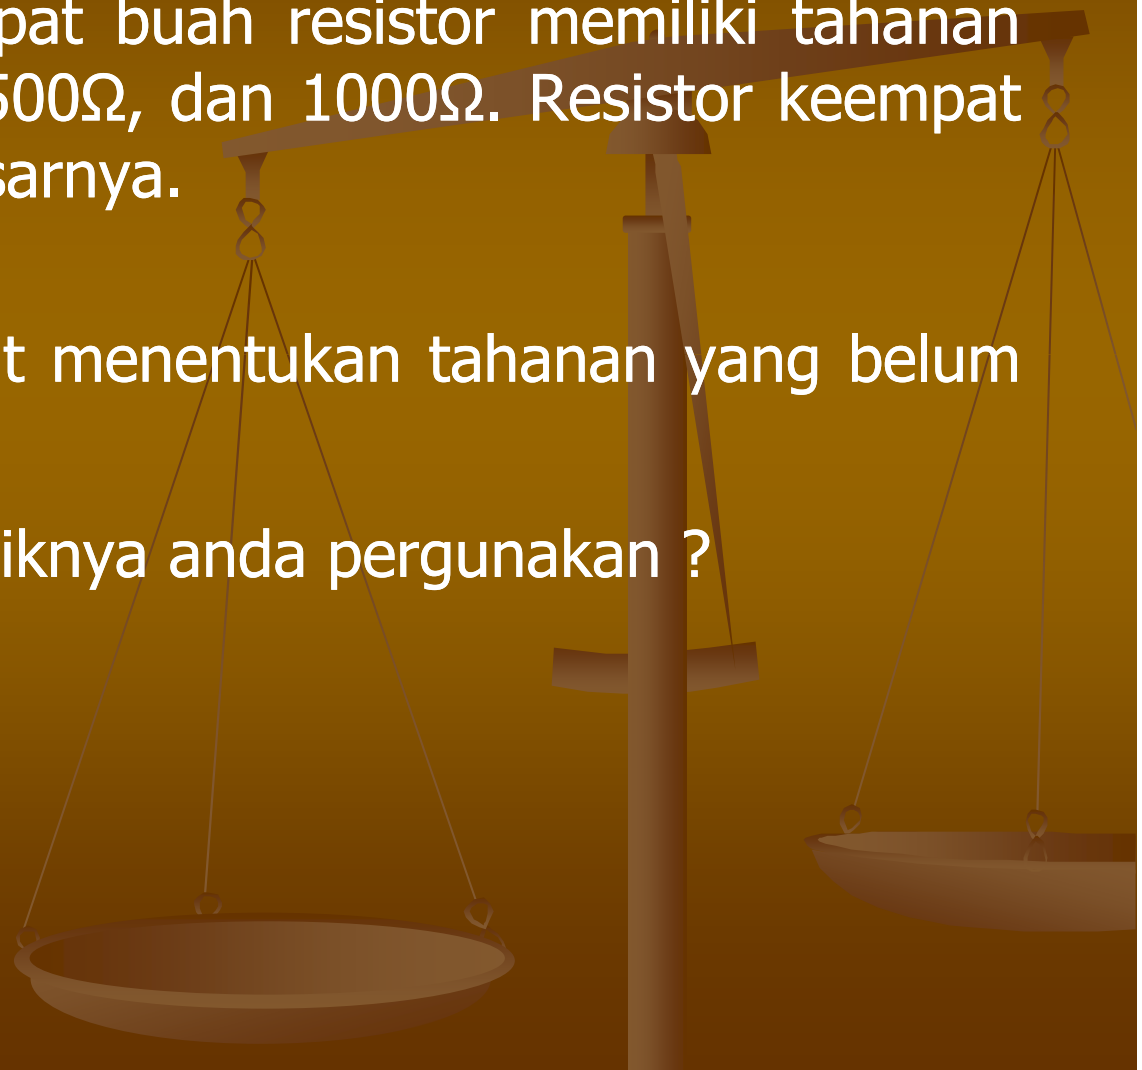 pat buah resistor memiliki tahanan
500Ω, dan 1000Ω. Resistor keempat
sarnya.
t menentukan tahanan yang belum
iknya anda pergunakan ?